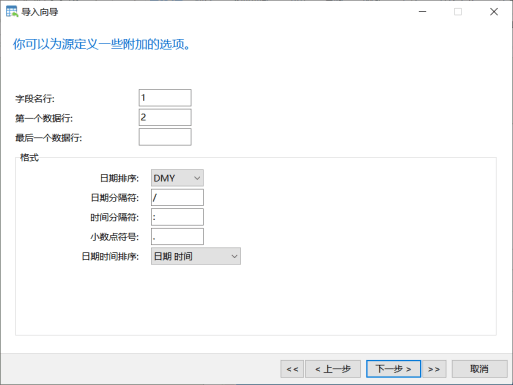 导入向导
你可以为源定义一些附加的选项。
字段名行: 1
第一个数据行: 2
最后一个数据行:
格式
日期排序: DMY
日期分隔符: /
时间分隔符: :
小数点符号: .
日期时间排序: 日期 时间
<< < 上一步 下一步 > >> 取消